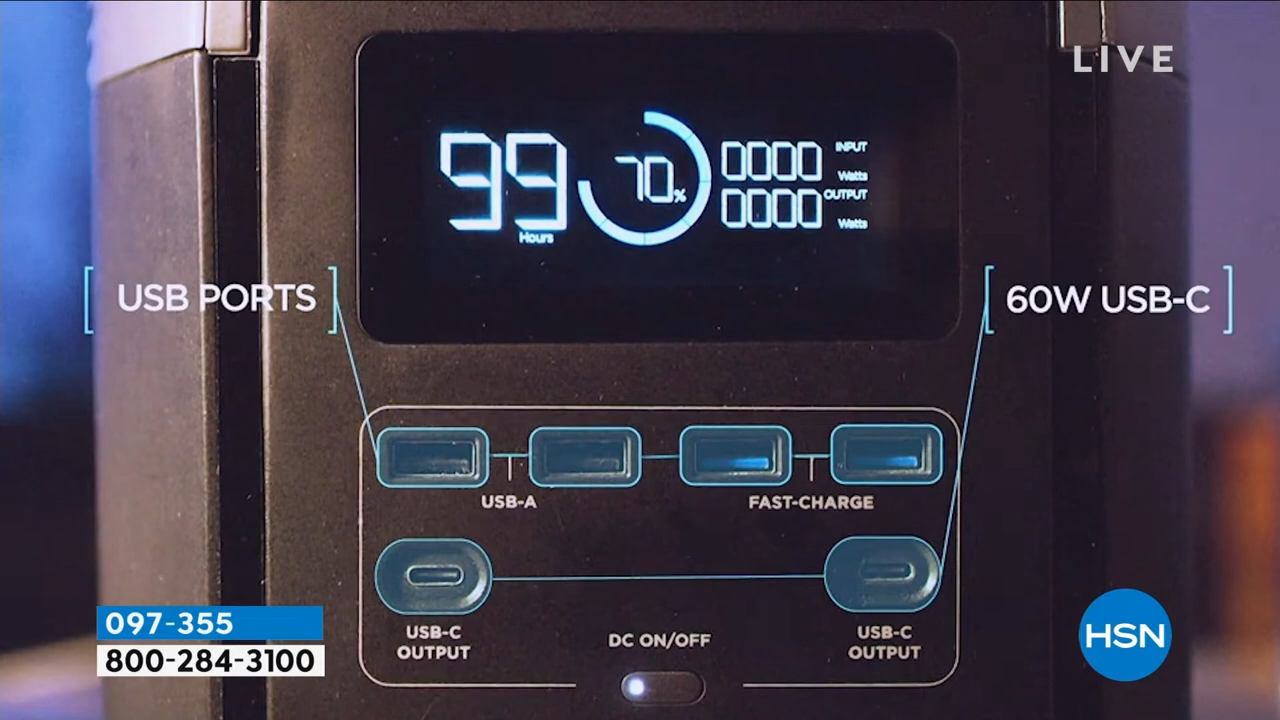 LIVE
99
Hours
70%
0000 INPUT
Watts
0000 OUTPUT
Watts
[ USB PORTS ]
[ 60W USB-C ]
USB-A
FAST-CHARGE
USB-C
OUTPUT
DC ON/OFF
USB-C
OUTPUT
097-355
800-284-3100
HSN